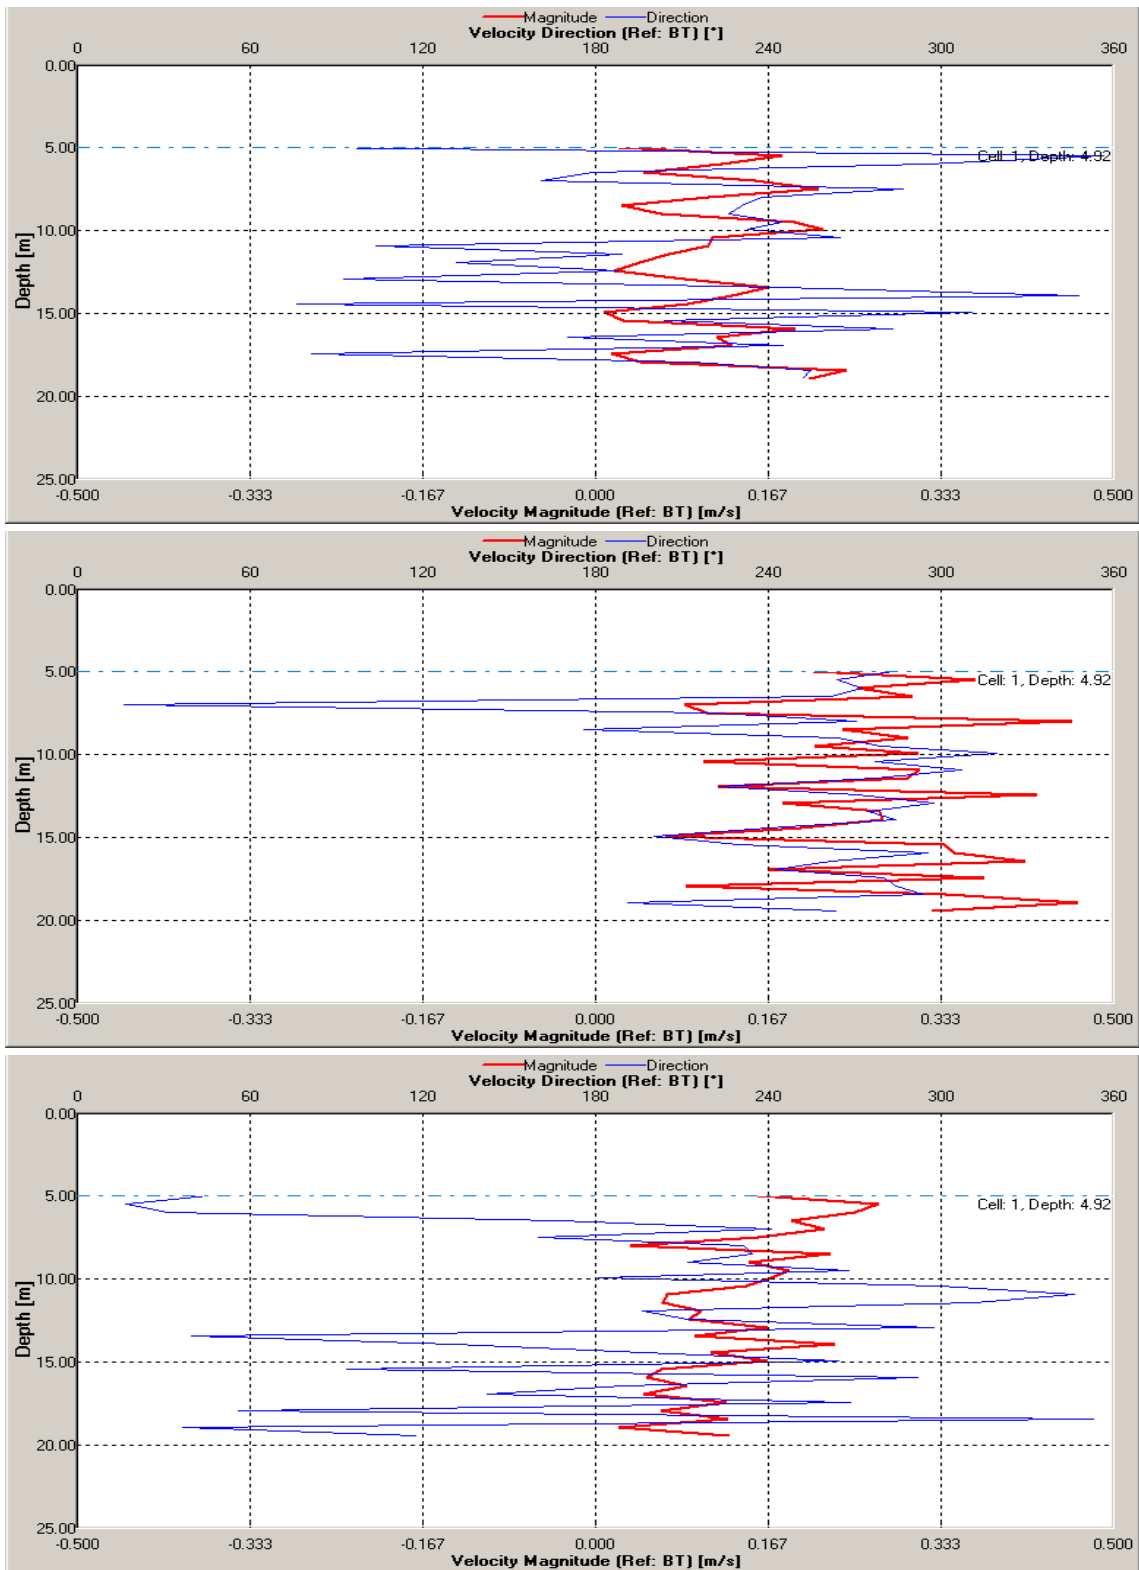 Magnitude Direction
Velocity Direction (Ref: BT) [°]
0 60 120 180 240 300 360
0.00
5.00
Cell: 1, Depth: 4.92
10.00
Depth [m]
15.00
20.00
25.00
-0.500 -0.333 -0.167 0.000 0.167 0.333 0.500
Velocity Magnitude (Ref: BT) [m/s]
Magnitude Direction
Velocity Direction (Ref: BT) [°]
0 60 120 180 240 300 360
0.00
5.00
Cell: 1, Depth: 4.92
10.00
Depth [m]
15.00
20.00
25.00
-0.500 -0.333 -0.167 0.000 0.167 0.333 0.500
Velocity Magnitude (Ref: BT) [m/s]
Magnitude Direction
Velocity Direction (Ref: BT) [°]
0 60 120 180 240 300 360
0.00
5.00
Cell: 1, Depth: 4.92
10.00
Depth [m]
15.00
20.00
25.00
-0.500 -0.333 -0.167 0.000 0.167 0.333 0.500
Velocity Magnitude (Ref: BT) [m/s]